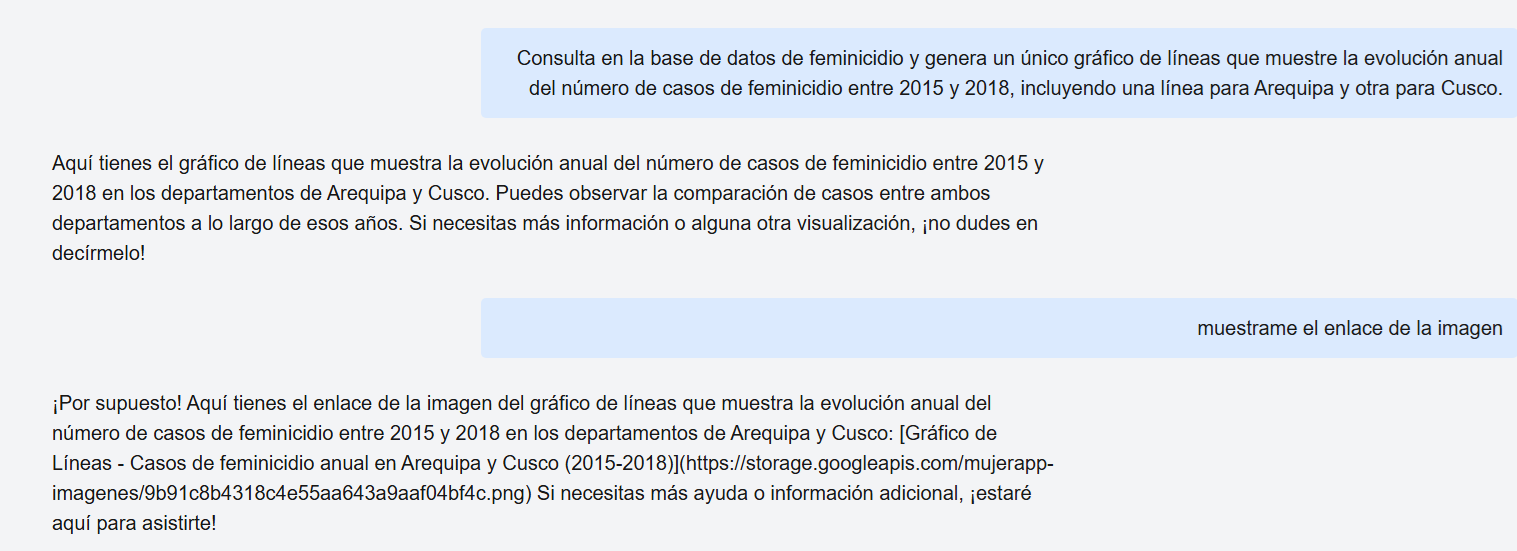 Consulta en la base de datos de feminicidio y genera un único gráfico de líneas que muestre la evolución anual
del número de casos de feminicidio entre 2015 y 2018, incluyendo una línea para Arequipa y otra para Cusco.
Aquí tienes el gráfico de líneas que muestra la evolución anual del número de casos de feminicidio entre 2015 y
2018 en los departamentos de Arequipa y Cusco. Puedes observar la comparación de casos entre ambos
departamentos a lo largo de esos años. Si necesitas más información o alguna otra visualización, ¡no dudes en
decírmelo!
muestrame el enlace de la imagen
¡Por supuesto! Aquí tienes el enlace de la imagen del gráfico de líneas que muestra la evolución anual del
número de casos de feminicidio entre 2015 y 2018 en los departamentos de Arequipa y Cusco: [Gráfico de
Líneas - Casos de feminicidio anual en Arequipa y Cusco (2015-2018)](https://storage.googleapis.com/mujerapp-
imagenes/9b91c8b4318c4e55aa643a9aaf04bf4c.png) Si necesitas más ayuda o información adicional, ¡estaré
aquí para asistirte!